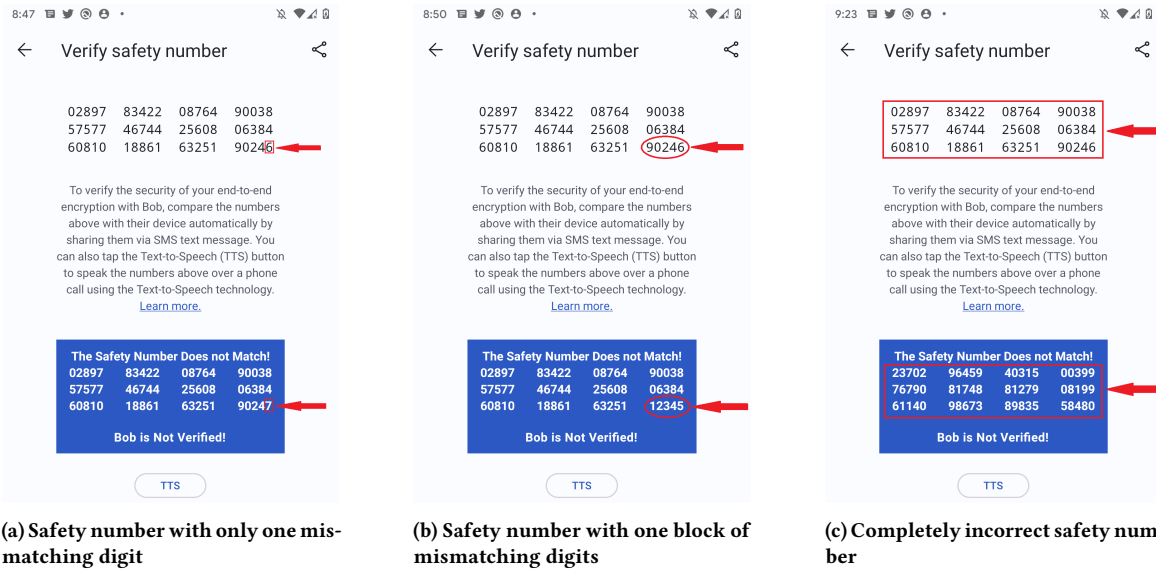 8:47
Verify safety number
02897 83422 08764 90038
57577 46744 25608 06384
60810 18861 63251 90246
To verify the security of your end-to-end
encryption with Bob, compare the numbers
above with their device automatically by
sharing them via SMS text message. You
can also tap the Text-to-Speech (TTS) button
to speak the numbers above over a phone
call using the Text-to-Speech technology.
Learn more.
The Safety Number Does not Match!
02897 83422 08764 90038
57577 46744 25608 06384
60810 18861 63251 90247
Bob is Not Verified!
TTS
(a) Safety number with only one mis-
matching digit
8:50
Verify safety number
02897 83422 08764 90038
57577 46744 25608 06384
60810 18861 63251 90246
To verify the security of your end-to-end
encryption with Bob, compare the numbers
above with their device automatically by
sharing them via SMS text message. You
can also tap the Text-to-Speech (TTS) button
to speak the numbers above over a phone
call using the Text-to-Speech technology.
Learn more.
The Safety Number Does not Match!
02897 83422 08764 90038
57577 46744 25608 06384
60810 18861 63251 12345
Bob is Not Verified!
TTS
(b) Safety number with one block of
mismatching digits
9:23
Verify safety number
02897 83422 08764 90038
57577 46744 25608 06384
60810 18861 63251 90246
To verify the security of your end-to-end
encryption with Bob, compare the numbers
above with their device automatically by
sharing them via SMS text message. You
can also tap the Text-to-Speech (TTS) button
to speak the numbers above over a phone
call using the Text-to-Speech technology.
Learn more.
The Safety Number Does not Match!
23702 96459 40315 00399
76790 81748 81279 08199
61140 98673 89835 58480
Bob is Not Verified!
TTS
(c) Completely incorrect safety num
ber